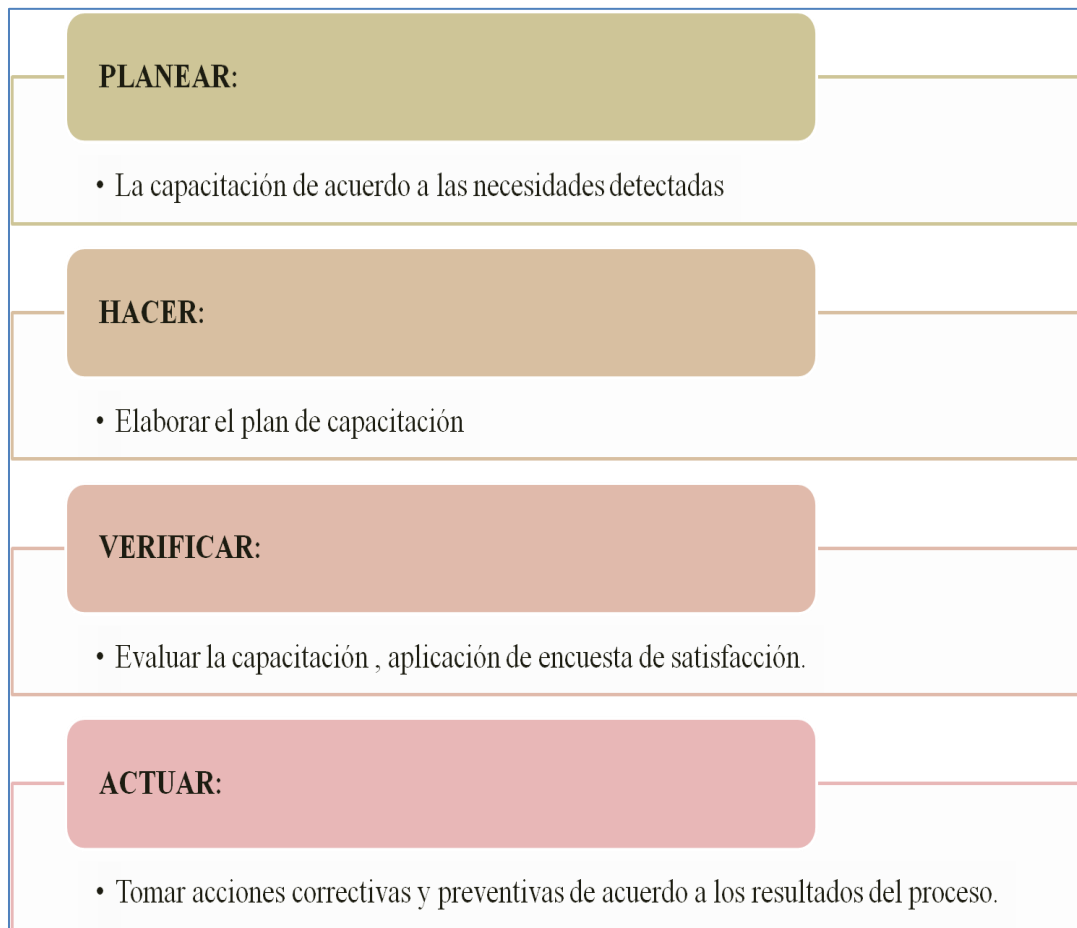 PLANEAR:
• La capacitación de acuerdo a las necesidades detectadas
HACER:
• Elaborar el plan de capacitación
VERIFICAR:
• Evaluar la capacitación , aplicación de encuesta de satisfacción.
ACTUAR:
• Tomar acciones correctivas y preventivas de acuerdo a los resultados del proceso.